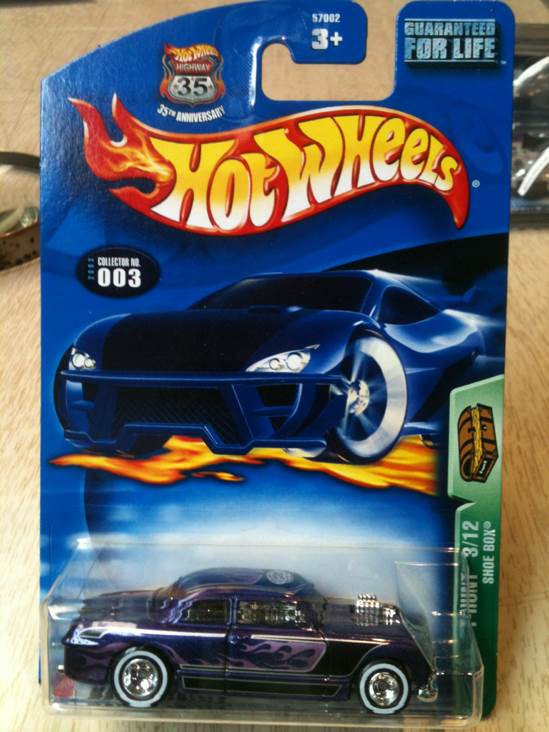 57002
3+
GUARANTEED
FOR LIFE
HOT WHEELS
HIGHWAY
35
35TH ANNIVERSARY
HOT WHEELS®
2003
COLLECTOR NO.
003
HUNT 3/12
SHOE BOX®